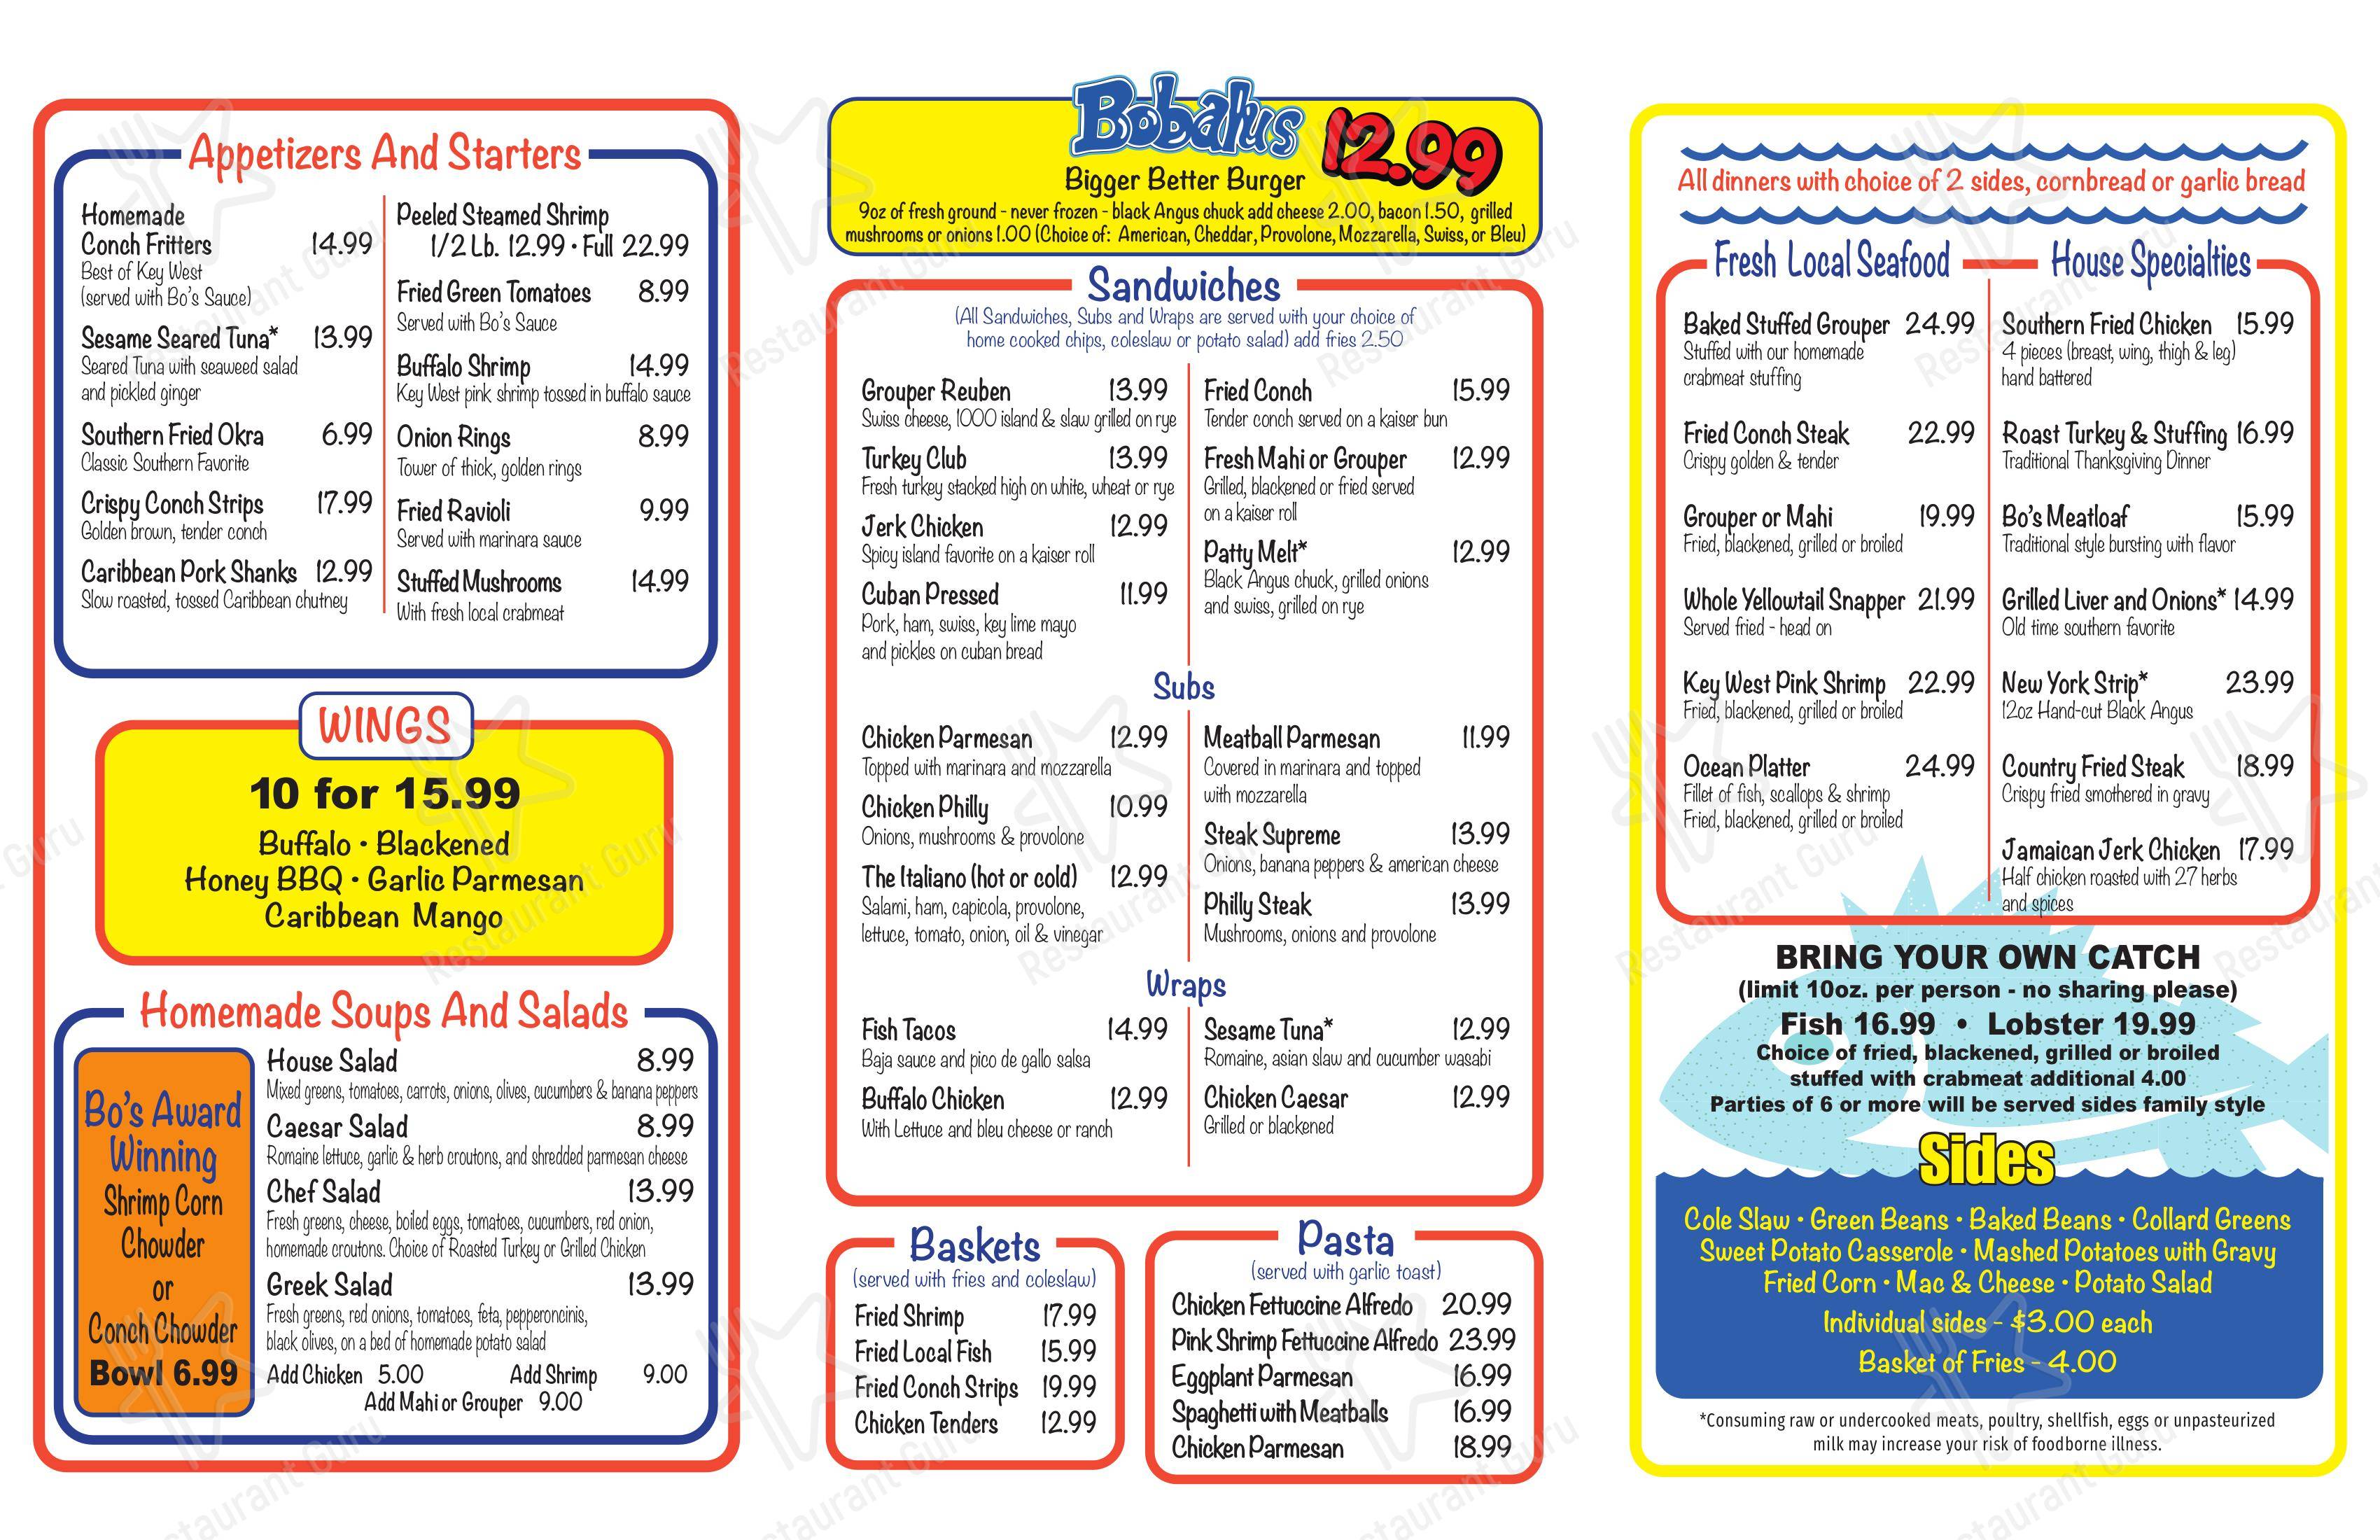 Appetizers And Starters
Homemade
Conch Fritters 14.99
Best of Key West
(served with Bo's Sauce)
Sesame Seared Tuna* 13.99
Seared Tuna with seaweed salad
and pickled ginger
Southern Fried Okra 6.99
Classic Southern Favorite
Crispy Conch Strips 17.99
Golden brown, tender conch
Caribbean Pork Shanks 12.99
Slow roasted, tossed Caribbean chutney
Peeled Steamed Shrimp
1/2 Lb. 12.99 • Full 22.99
Fried Green Tomatoes 8.99
Served with Bo's Sauce
Buffalo Shrimp 14.99
Key West pink shrimp tossed in buffalo sauce
Onion Rings 8.99
Tower of thick, golden rings
Fried Ravioli 9.99
Served with marinara sauce
Stuffed Mushrooms 14.99
With fresh local crabmeat
WINGS
10 for 15.99
Buffalo • Blackened
Honey BBQ • Garlic Parmesan
Caribbean Mango
Homemade Soups And Salads
Bo's Award
Winning
Shrimp Corn
Chowder
or
Conch Chowder
Bowl 6.99
House Salad 8.99
Mixed greens, tomatoes, carrots, onions, olives, cucumbers & banana peppers
Caesar Salad 8.99
Romaine lettuce, garlic & herb croutons, and shredded parmesan cheese
Chef Salad 13.99
Fresh greens, cheese, boiled eggs, tomatoes, cucumbers, red onion,
homemade croutons. Choice of Roasted Turkey or Grilled Chicken
Greek Salad 13.99
Fresh greens, red onions, tomatoes, feta, pepperoncinis,
black olives, on a bed of homemade potato salad
Add Chicken 5.00 Add Shrimp 9.00
Add Mahi or Grouper 9.00
Bobalus 12.99
Bigger Better Burger
9oz of fresh ground - never frozen - black Angus chuck add cheese 2.00, bacon 1.50, grilled
mushrooms or onions 1.00 (Choice of: American, Cheddar, Provolone, Mozzarella, Swiss, or Bleu)
Sandwiches
(All Sandwiches, Subs and Wraps are served with your choice of
home cooked chips, coleslaw or potato salad) add fries 2.50
Grouper Reuben 13.99
Swiss cheese, 1000 island & slaw grilled on rye
Turkey Club 13.99
Fresh turkey stacked high on white, wheat or rye
Jerk Chicken 12.99
Spicy island favorite on a kaiser roll
Cuban Pressed 11.99
Pork, ham, swiss, key lime mayo
and pickles on cuban bread
Fried Conch 15.99
Tender conch served on a kaiser bun
Fresh Mahi or Grouper 12.99
Grilled, blackened or fried served
on a kaiser roll
Patty Melt* 12.99
Black Angus chuck, grilled onions
and swiss, grilled on rye
Subs
Chicken Parmesan 12.99
Topped with marinara and mozzarella
Chicken Philly 10.99
Onions, mushrooms & provolone
The Italiano (hot or cold) 12.99
Salami, ham, capicola, provolone,
lettuce, tomato, onion, oil & vinegar
Meatball Parmesan 11.99
Covered in marinara and topped
with mozzarella
Steak Supreme 13.99
Onions, banana peppers & american cheese
Philly Steak 13.99
Mushrooms, onions and provolone
Wraps
Fish Tacos 14.99
Baja sauce and pico de gallo salsa
Buffalo Chicken 12.99
With Lettuce and bleu cheese or ranch
Sesame Tuna* 12.99
Romaine, asian slaw and cucumber wasabi
Chicken Caesar 12.99
Grilled or blackened
Baskets
(served with fries and coleslaw)
Fried Shrimp 17.99
Fried Local Fish 15.99
Fried Conch Strips 19.99
Chicken Tenders 12.99
Pasta
(served with garlic toast)
Chicken Fettuccine Alfredo 20.99
Pink Shrimp Fettuccine Alfredo 23.99
Eggplant Parmesan 16.99
Spaghetti with Meatballs 16.99
Chicken Parmesan 18.99
All dinners with choice of 2 sides, cornbread or garlic bread
Fresh Local Seafood
Baked Stuffed Grouper 24.99
Stuffed with our homemade
crabmeat stuffing
Fried Conch Steak 22.99
Crispy golden & tender
Grouper or Mahi 19.99
Fried, blackened, grilled or broiled
Whole Yellowtail Snapper 21.99
Served fried - head on
Key West Pink Shrimp 22.99
Fried, blackened, grilled or broiled
Ocean Platter 24.99
Fillet of fish, scallops & shrimp
Fried, blackened, grilled or broiled
House Specialties
Southern Fried Chicken 15.99
4 pieces (breast, wing, thigh & leg)
hand battered
Roast Turkey & Stuffing 16.99
Traditional Thanksgiving Dinner
Bo's Meatloaf 15.99
Traditional style bursting with flavor
Grilled Liver and Onions* 14.99
Old time southern favorite
New York Strip* 23.99
12oz Hand-cut Black Angus
Country Fried Steak 18.99
Crispy fried smothered in gravy
Jamaican Jerk Chicken 17.99
Half chicken roasted with 27 herbs
and spices
BRING YOUR OWN CATCH
(limit 10oz. per person - no sharing please)
Fish 16.99 • Lobster 19.99
Choice of fried, blackened, grilled or broiled
stuffed with crabmeat additional 4.00
Parties of 6 or more will be served sides family style
Sides
Cole Slaw • Green Beans • Baked Beans • Collard Greens
Sweet Potato Casserole • Mashed Potatoes with Gravy
Fried Corn • Mac & Cheese • Potato Salad
Individual sides - $3.00 each
Basket of Fries - 4.00
*Consuming raw or undercooked meats, poultry, shellfish, eggs or unpasteurized
milk may increase your risk of foodborne illness.
Restaurant Guru